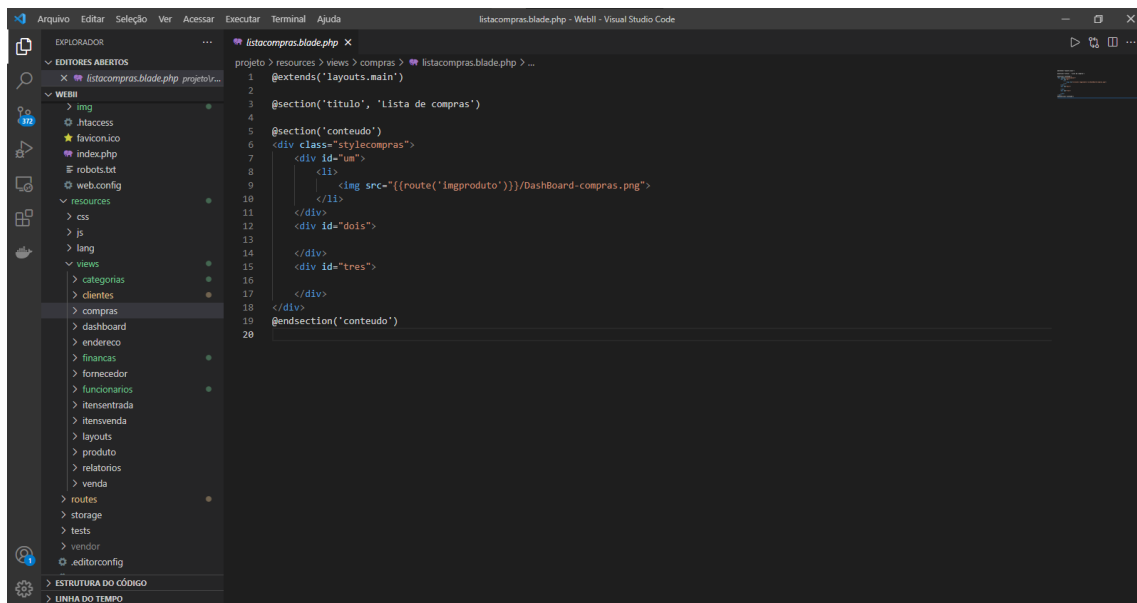 Arquivo Editar Seleção Ver Acessar Executar Terminal Ajuda listacompras.blade.php - WebII - Visual Studio Code
EXPLORADOR
EDITORES ABERTOS
listacompras.blade.php projeto\r...
WEBII
img
.htaccess
favicon.ico
index.php
robots.txt
web.config
resources
css
js
lang
views
categorias
clientes
compras
dashboard
endereco
financas
fornecedor
funcionarios
itensentrada
itensvenda
layouts
produto
relatorios
venda
routes
storage
tests
vendor
.editorconfig
ESTRUTURA DO CÓDIGO
LINHA DO TEMPO
372
1
listacompras.blade.php
projeto > resources > views > compras > listacompras.blade.php > ...
1 @extends('layouts.main')
2
3 @section('titulo', 'Lista de compras')
4
5 @section('conteudo')
6 <div class="stylecompras">
7 <div id="um">
8 <li>
9 <img src="{{route('imgproduto')}}/DashBoard-compras.png">
10 </li>
11 </div>
12 <div id="dois">
13
14 </div>
15 <div id="tres">
16
17 </div>
18 </div>
19 @endsection('conteudo')
20